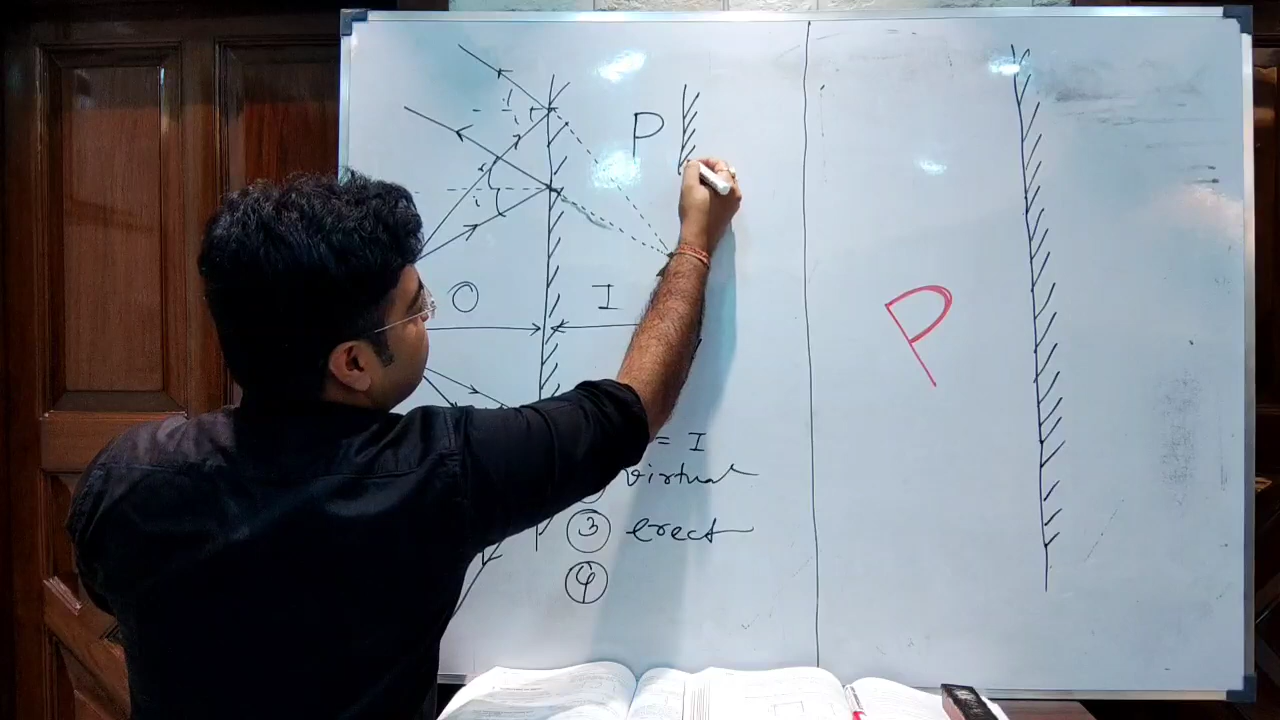 P
i
i
O I
= I
virtual
③ erect
④
P